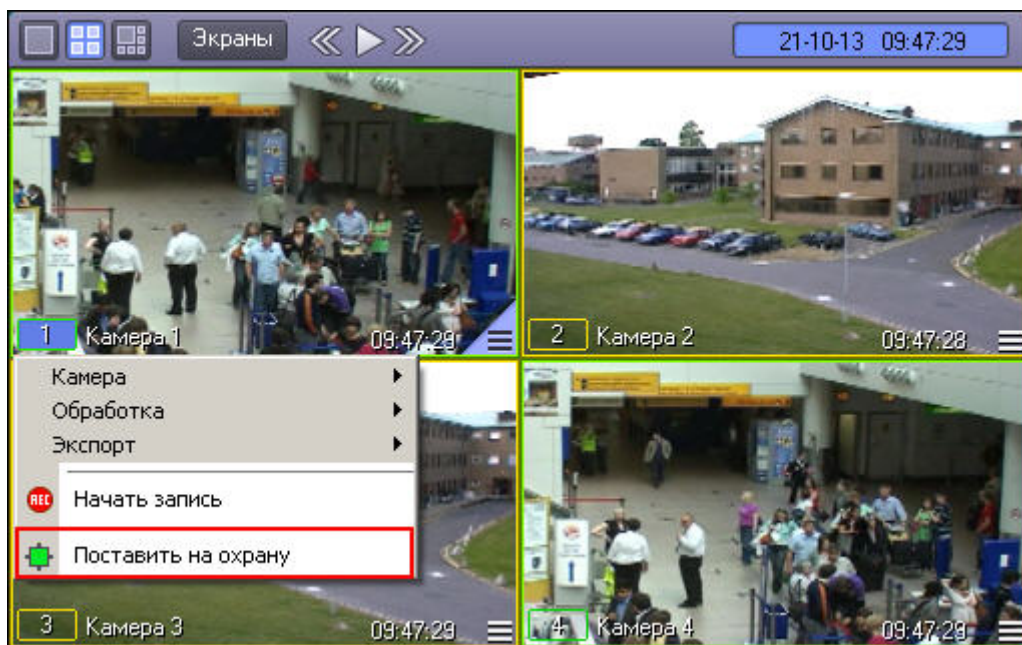 Экраны
21-10-13 09:47:29
1 Камера 1 09:47:29
2 Камера 2 09:47:28
Камера
Обработка
Экспорт
REC Начать запись
Поставить на охрану
3 Камера 3 09:47:29
4 Камера 4 09:47:29